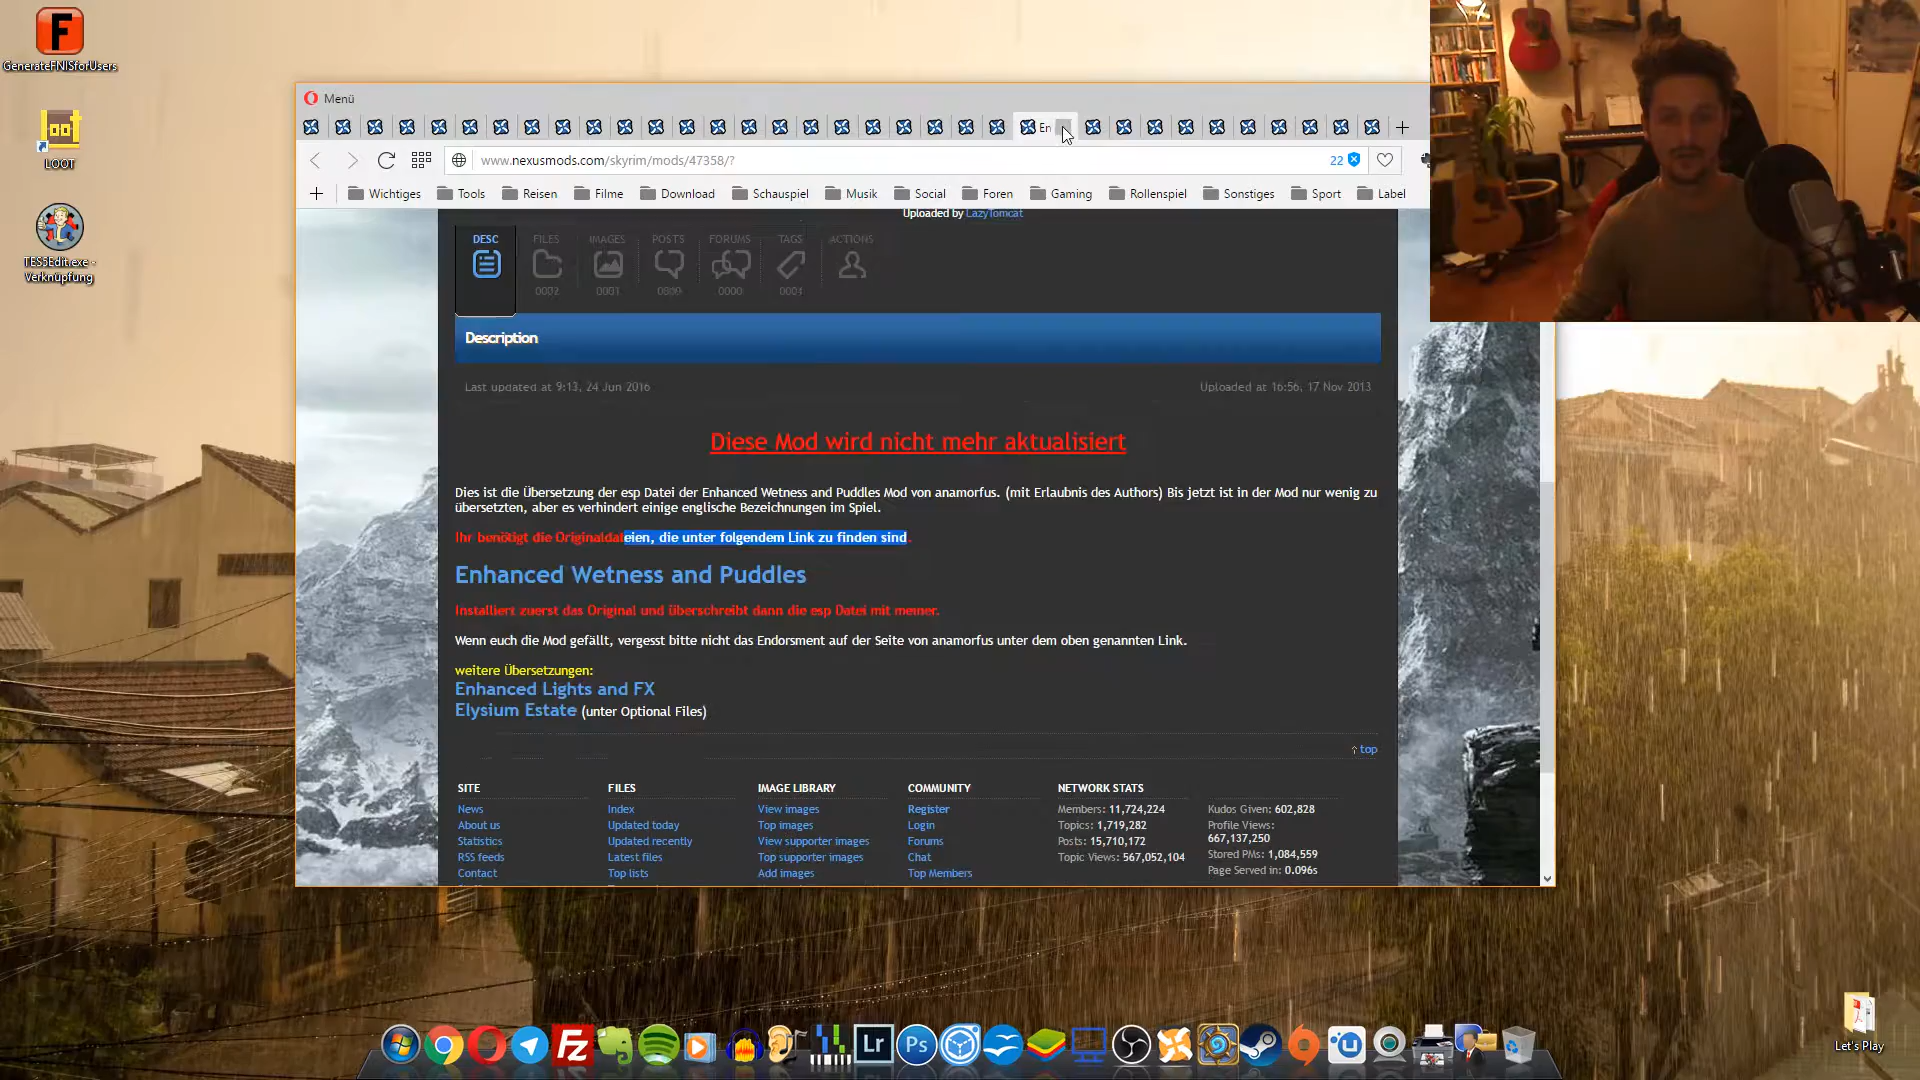 GenerateFNISforUsers
LOOT
TES5Edit.exe -
Verknüpfung
Menü
En
www.nexusmods.com/skyrim/mods/47358/?
22
Wichtiges
Tools
Reisen
Filme
Download
Schauspiel
Musik
Social
Foren
Gaming
Rollenspiel
Sonstiges
Sport
Label
Uploaded by LazyTomcat
DESC
FILES
IMAGES
POSTS
FORUMS
TAGS
ACTIONS
0002
0001
0000
Description
Last updated at 9:13, 24 Jun 2016
Uploaded at 16:56, 17 Nov 2013
Diese Mod wird nicht mehr aktualisiert
Dies ist die Übersetzung der esp Datei der Enhanced Wetness and Puddles Mod von anamorfus. (mit Erlaubnis des Authors) Bis jetzt ist in der Mod nur wenig zu
übersetzten, aber es verhindert einige englische Bezeichnungen im Spiel.
Ihr benötigt die Originaldateien, die unter folgendem Link zu finden sind.
Enhanced Wetness and Puddles
Installiert zuerst das Original und überschreibt dann die esp Datei mit meiner.
Wenn euch die Mod gefällt, vergesst bitte nicht das Endorsment auf der Seite von anamorfus unter dem oben genannten Link.
weitere Übersetzungen:
Enhanced Lights and FX
Elysium Estate (unter Optional Files)
top
SITE
News
About us
Statistics
RSS feeds
Contact
FILES
Index
Updated today
Updated recently
Latest files
Top lists
IMAGE LIBRARY
View images
Top images
View supporter images
Top supporter images
Add images
COMMUNITY
Register
Login
Forums
Chat
Top Members
NETWORK STATS
Members: 11,724,224
Topics: 1,719,282
Posts: 15,710,172
Topic Views: 567,052,104
Kudos Given: 602,828
Profile Views:
667,137,250
Stored PMs: 1,084,559
Page Served in: 0.096s
Lr
Ps
Let's Play